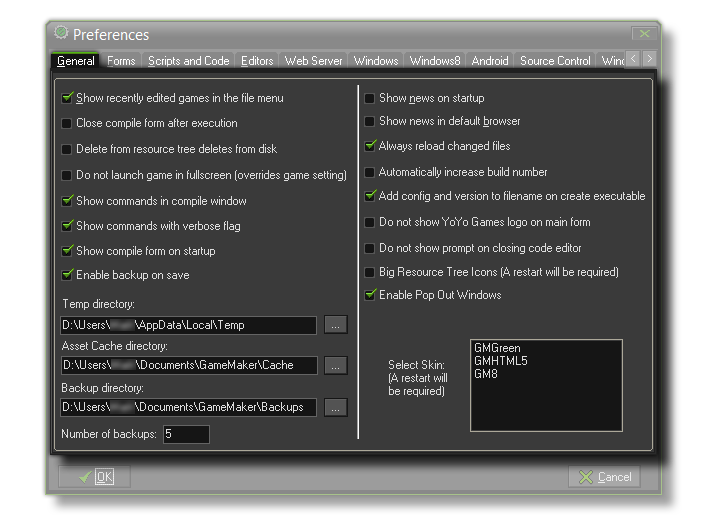 Preferences
General Forms Scripts and Code Editors Web Server Windows Windows8 Android Source Control
Show recently edited games in the file menu
Close compile form after execution
Delete from resource tree deletes from disk
Do not launch game in fullscreen (overrides game setting)
Show commands in compile window
Show commands with verbose flag
Show compile form on startup
Enable backup on save
Temp directory:
D:\Users\ \AppData\Local\Temp ...
Asset Cache directory:
D:\Users\ \Documents\GameMaker\Cache ...
Backup directory:
D:\Users\ \Documents\GameMaker\Backups ...
Number of backups: 5
Show news on startup
Show news in default browser
Always reload changed files
Automatically increase build number
Add config and version to filename on create executable
Do not show YoYo Games logo on main form
Do not show prompt on closing code editor
Big Resource Tree Icons (A restart will be required)
Enable Pop Out Windows
Select Skin:
(A restart will
be required)
GMGreen
GMHTML5
GM8
OK
Cancel